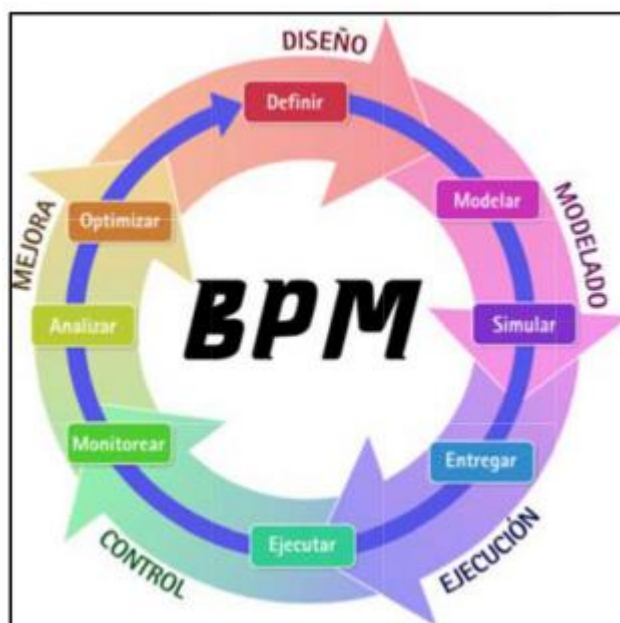 DISEÑO
Definir
Modelar
MODELADO
Simular
Entregar
EJECUCIÓN
Ejecutar
CONTROL
Monitorear
Analizar
MEJORA
Optimizar
BPM